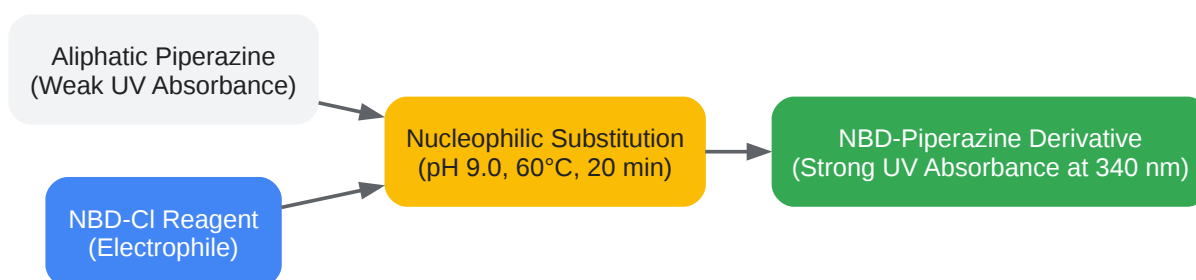 Aliphatic Piperazine
(Weak UV Absorbance)
NBD-Cl Reagent
(Electrophile)
Nucleophilic Substitution
(pH 9.0, 60°C, 20 min)
NBD-Piperazine Derivative
(Strong UV Absorbance at 340 nm)